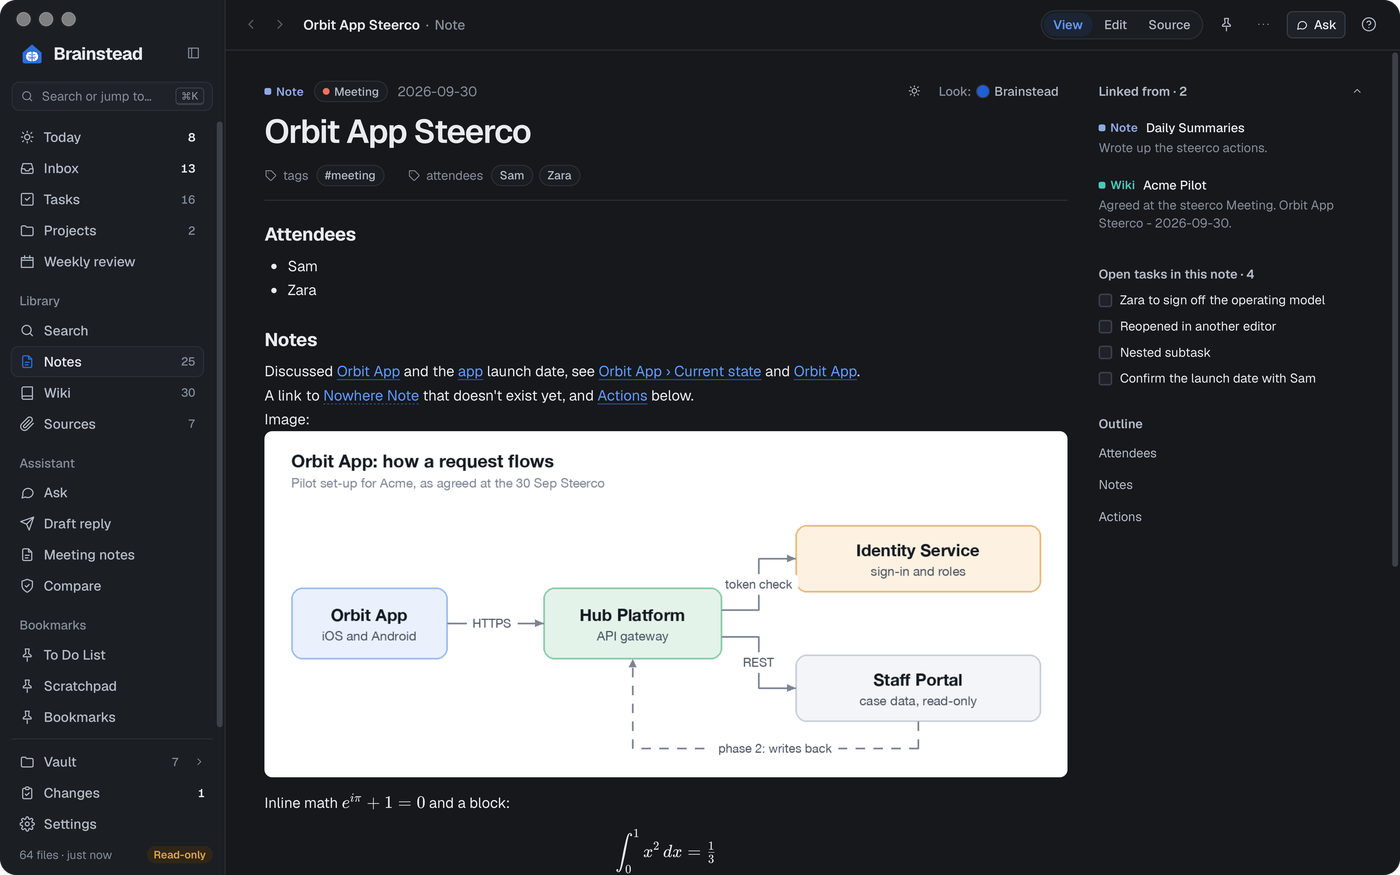 Brainstead
Search or jump to... ⌘K
Today 8
Inbox 13
Tasks 16
Projects 2
Weekly review
Library
Search
Notes 25
Wiki 30
Sources 7
Assistant
Ask
Draft reply
Meeting notes
Compare
Bookmarks
To Do List
Scratchpad
Bookmarks
Vault 7
Changes 1
Settings
64 files · just now Read-only
Orbit App Steerco · Note
View Edit Source Ask
Note Meeting 2026-09-30 Look: Brainstead
Orbit App Steerco
tags #meeting attendees Sam Zara
Attendees
• Sam
• Zara
Notes
Discussed Orbit App and the app launch date, see Orbit App › Current state and Orbit App.
A link to Nowhere Note that doesn't exist yet, and Actions below.
Image:
Orbit App: how a request flows
Pilot set-up for Acme, as agreed at the 30 Sep Steerco
Orbit App
iOS and Android
HTTPS
Hub Platform
API gateway
token check
Identity Service
sign-in and roles
REST
Staff Portal
case data, read-only
phase 2: writes back
Inline math e^{iπ} + 1 = 0 and a block:
∫₀¹ x² dx = 1/3
Linked from · 2
Note Daily Summaries
Wrote up the steerco actions.
Wiki Acme Pilot
Agreed at the steerco Meeting. Orbit App
Steerco - 2026-09-30.
Open tasks in this note · 4
Zara to sign off the operating model
Reopened in another editor
Nested subtask
Confirm the launch date with Sam
Outline
Attendees
Notes
Actions